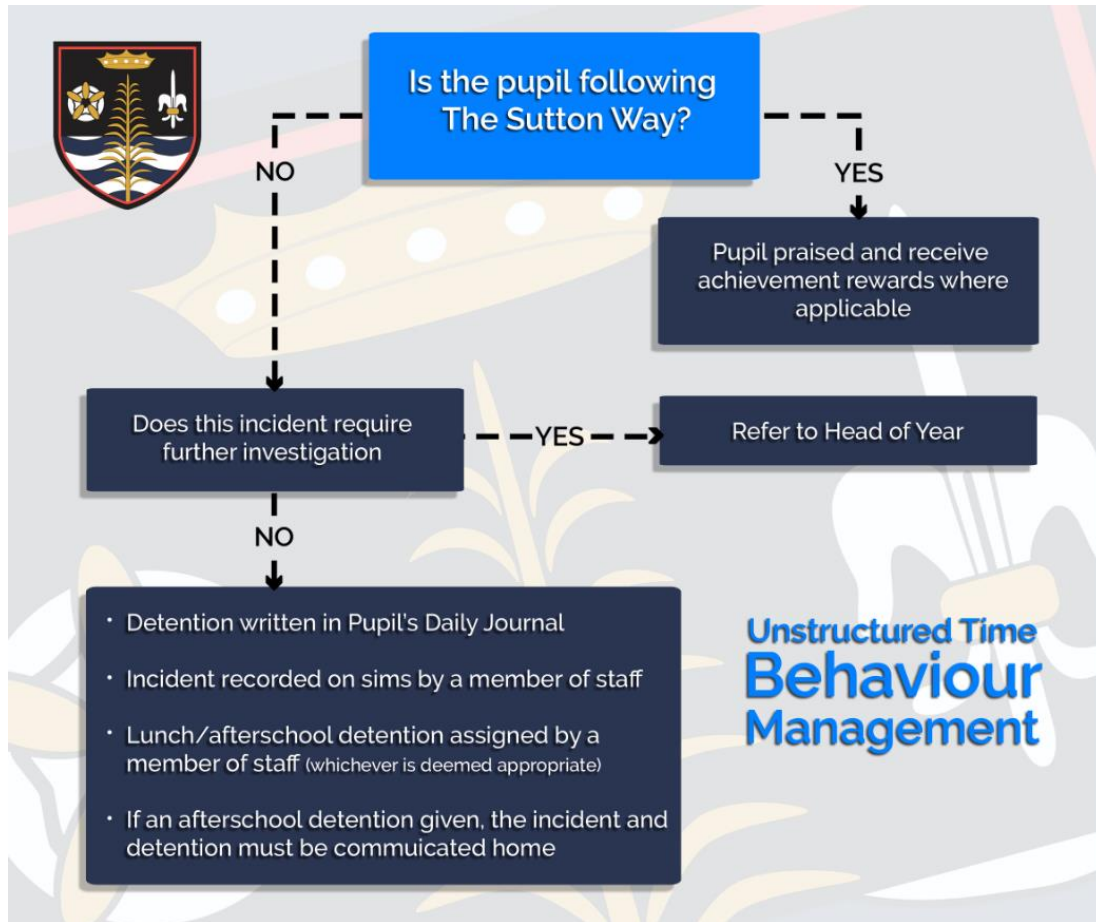 Is the pupil following
The Sutton Way?
NO
YES
Pupil praised and receive
achievement rewards where
applicable
Does this incident require
further investigation
YES
Refer to Head of Year
NO
· Detention written in Pupil's Daily Journal
· Incident recorded on sims by a member of staff
· Lunch/afterschool detention assigned by a
member of staff (whichever is deemed appropriate)
· If an afterschool detention given, the incident and
detention must be commuicated home
Unstructured Time
Behaviour
Management